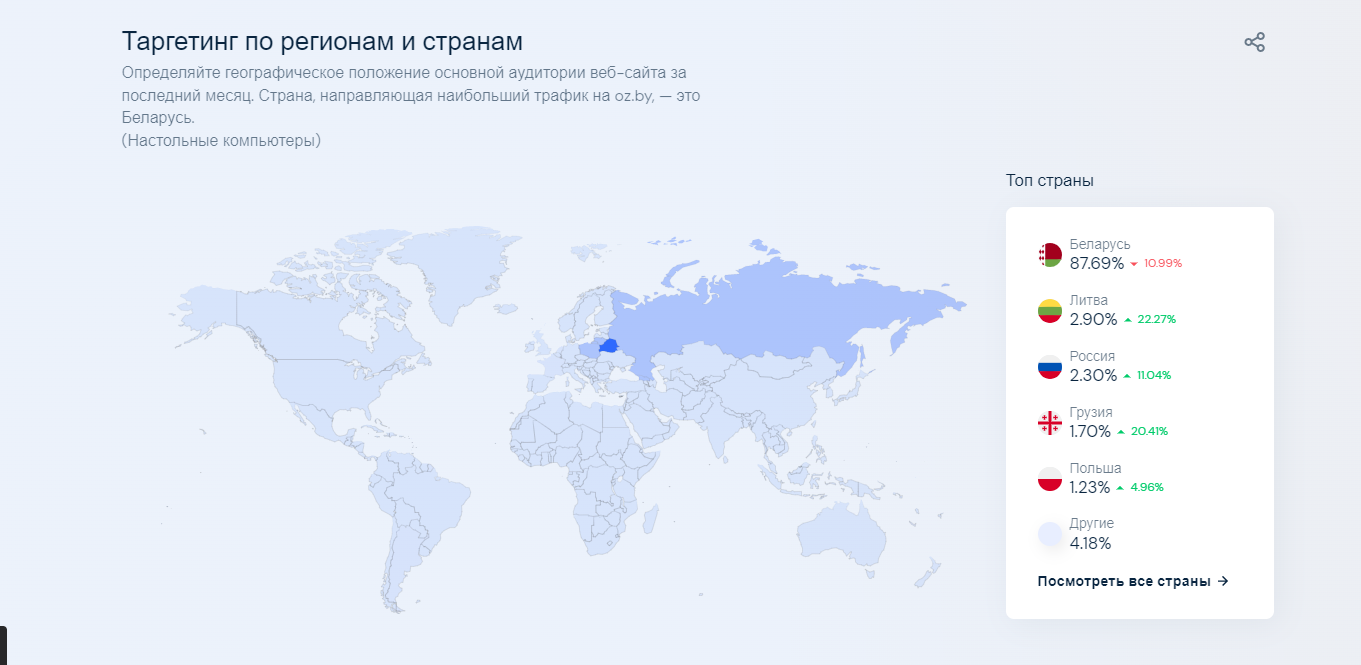 Таргетинг по регионам и странам
Определяйте географическое положение основной аудитории веб-сайта за
последний месяц. Страна, направляющая наибольший трафик на oz.by, — это
Беларусь.
(Настольные компьютеры)
Топ страны
Беларусь
87.69% 10.99%
Литва
2.90% 22.27%
Россия
2.30% 11.04%
Грузия
1.70% 20.41%
Польша
1.23% 4.96%
Другие
4.18%
Посмотреть все страны →